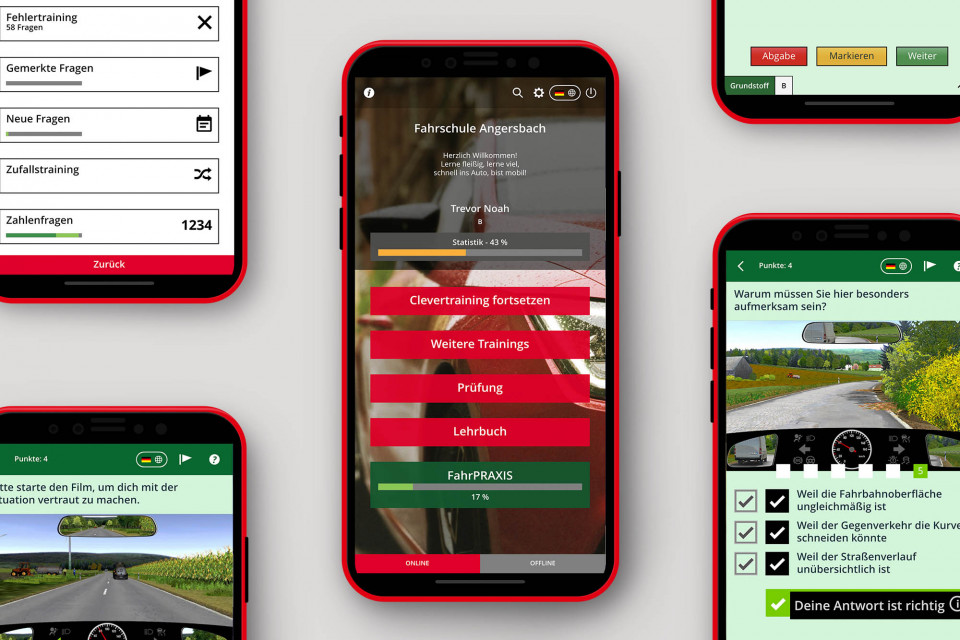 Fehlertraining
58 Fragen
Gemerkte Fragen
Neue Fragen
Zufallstraining
Zahlenfragen
1234
Zurück
Punkte: 4
tte starte den Film, um dich mit der
tuation vertraut zu machen.
Fahrschule Angersbach
Herzlich Willkommen!
Lerne fleißig, lerne viel,
schnell ins Auto, bist mobil!
Trevor Noah
B
Statistik - 43 %
Clevertraining fortsetzen
Weitere Trainings
Prüfung
Lehrbuch
FahrPRAXIS
17 %
ONLINE
OFFLINE
Abgabe
Markieren
Weiter
Grundstoff
B
Punkte: 4
Warum müssen Sie hier besonders
aufmerksam sein?
5
Weil die Fahrbahnoberfläche
ungleichmäßig ist
Weil der Gegenverkehr die Kurve
schneiden könnte
Weil der Straßenverlauf
unübersichtlich ist
Deine Antwort ist richtig